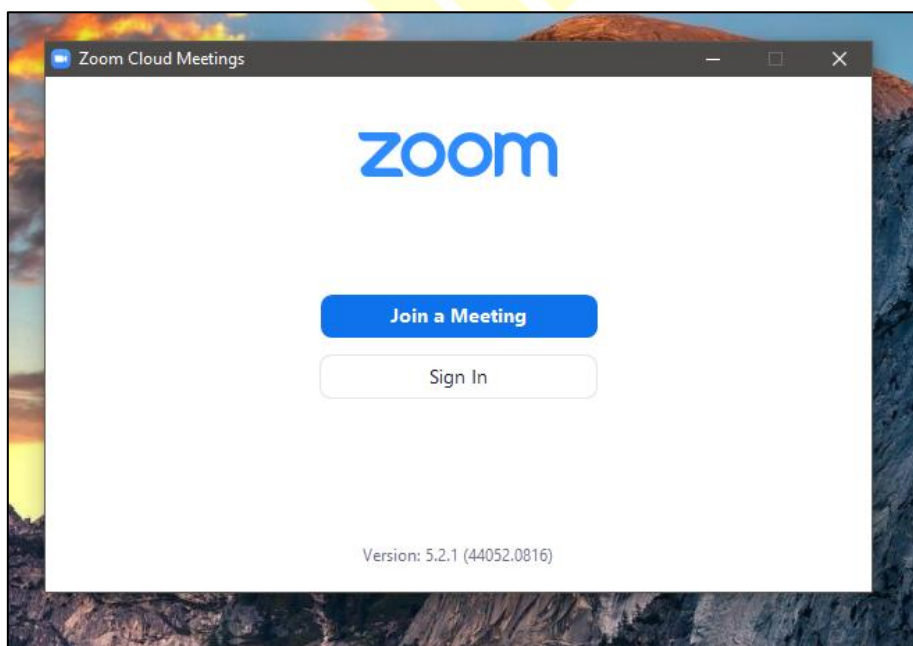 Zoom Cloud Meetings
zoom
Join a Meeting
Sign In
Version: 5.2.1 (44052.0816)